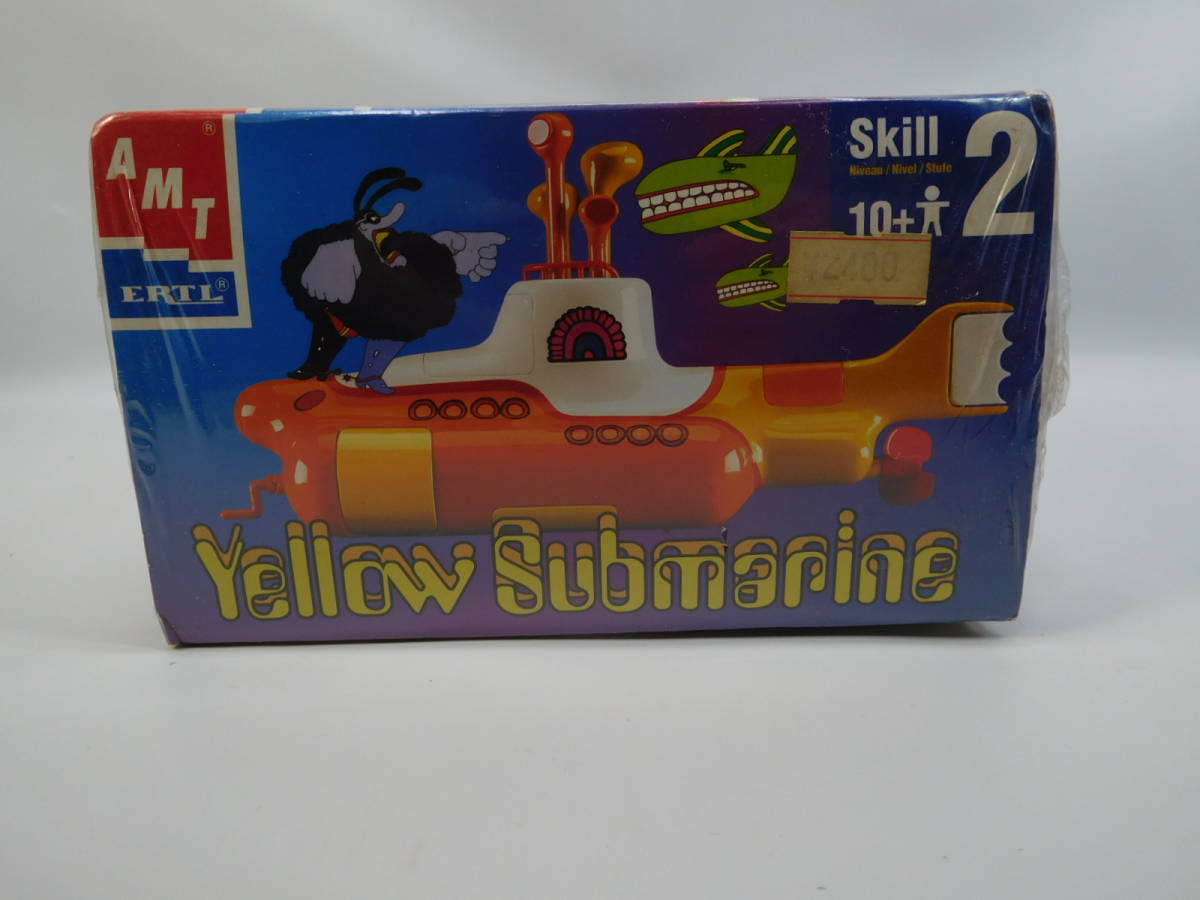 AMT®
ERTL®
Skill 2
Niveau / Nivel / Stufe
10+
¥2400
Yellow Submarine